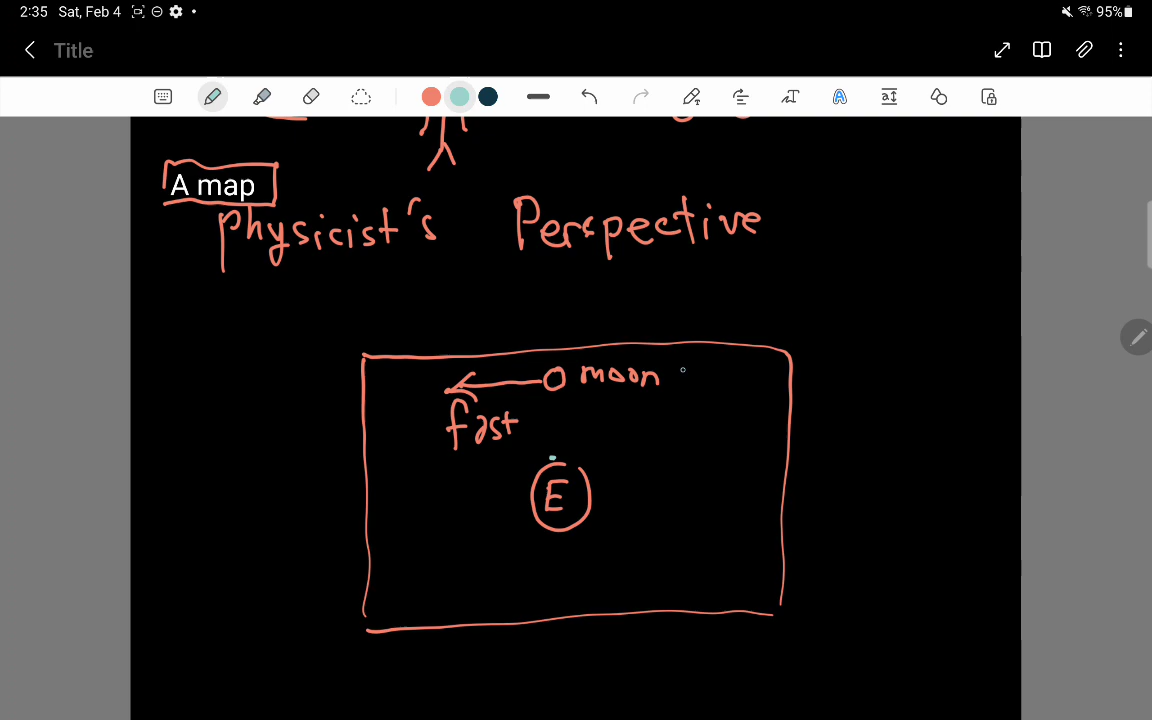 2:35 Sat, Feb 4 95%
Title
A map
Physicist's Perspective
moon
fast
E